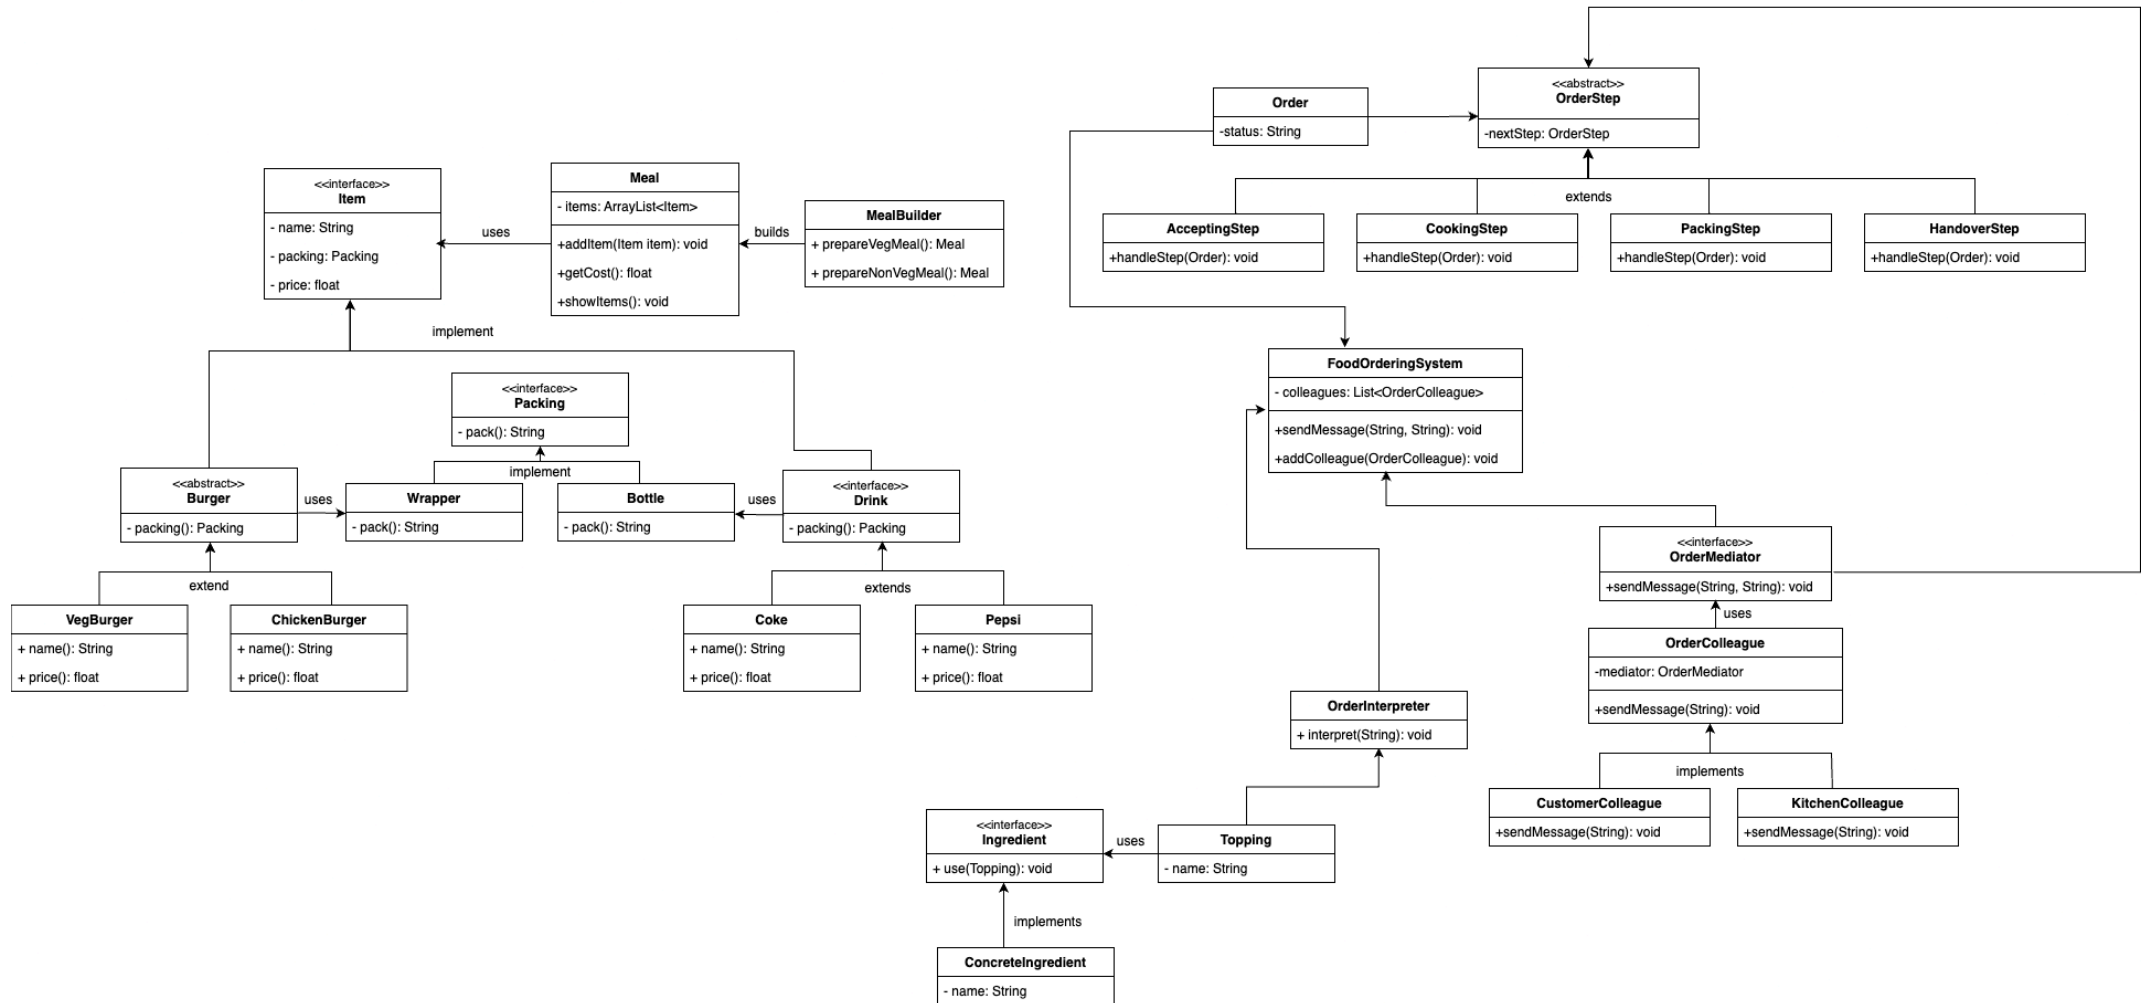 <<interface>>
Item
- name: String
- packing: Packing
- price: float
uses
Meal
- items: ArrayList<Item>
+addItem(Item item): void
+getCost(): float
+showItems(): void
builds
MealBuilder
+ prepareVegMeal(): Meal
+ prepareNonVegMeal(): Meal
implement
<<interface>>
Packing
- pack(): String
implement
<<abstract>>
Burger
- packing(): Packing
uses
Wrapper
- pack(): String
Bottle
- pack(): String
uses
<<interface>>
Drink
- packing(): Packing
extend
VegBurger
+ name(): String
+ price(): float
ChickenBurger
+ name(): String
+ price(): float
extends
Coke
+ name(): String
+ price(): float
Pepsi
+ name(): String
+ price(): float
Order
-status: String
<<abstract>>
OrderStep
-nextStep: OrderStep
extends
AcceptingStep
+handleStep(Order): void
CookingStep
+handleStep(Order): void
PackingStep
+handleStep(Order): void
HandoverStep
+handleStep(Order): void
FoodOrderingSystem
- colleagues: List<OrderColleague>
+sendMessage(String, String): void
+addColleague(OrderColleague): void
<<interface>>
OrderMediator
+sendMessage(String, String): void
uses
OrderColleague
-mediator: OrderMediator
+sendMessage(String): void
implements
CustomerColleague
+sendMessage(String): void
KitchenColleague
+sendMessage(String): void
OrderInterpreter
+ interpret(String): void
<<interface>>
Ingredient
+ use(Topping): void
uses
Topping
- name: String
implements
ConcreteIngredient
- name: String